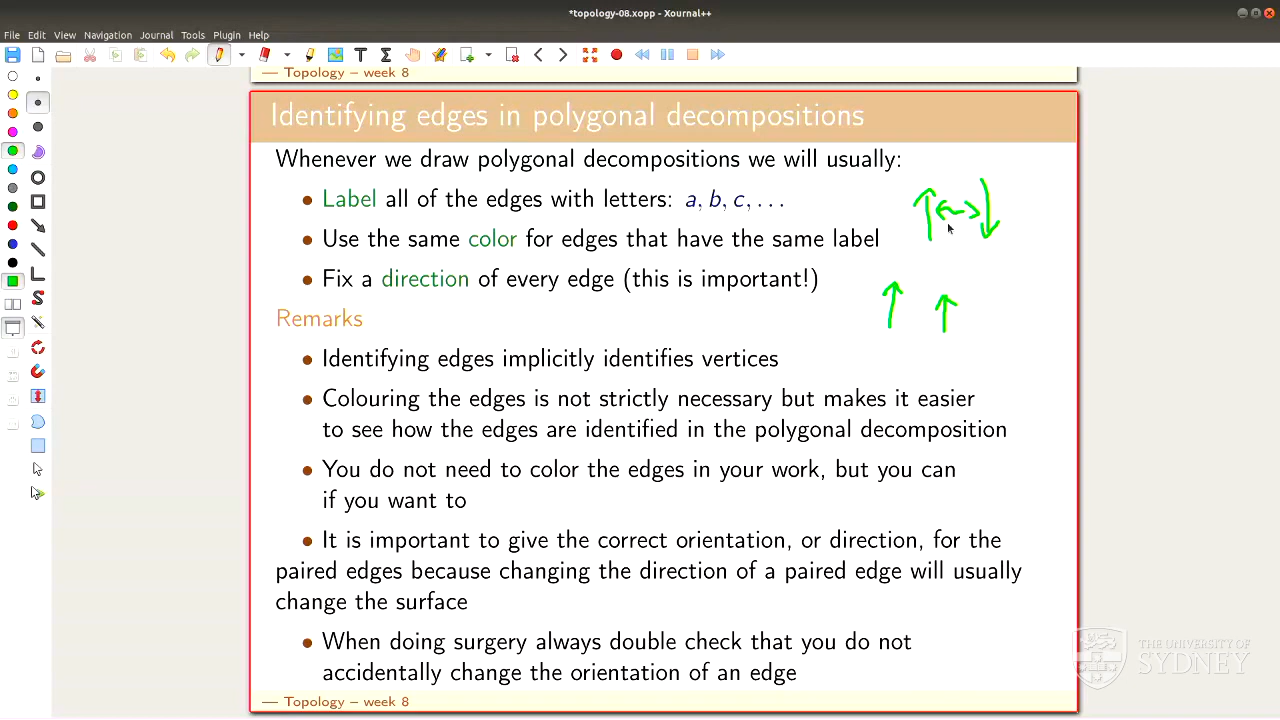 *topology-08.xopp - Xournal++
File Edit View Navigation Journal Tools Plugin Help
— Topology – week 8
Identifying edges in polygonal decompositions
Whenever we draw polygonal decompositions we will usually:
• Label all of the edges with letters: a, b, c, . . .
• Use the same color for edges that have the same label
• Fix a direction of every edge (this is important!)
Remarks
• Identifying edges implicitly identifies vertices
• Colouring the edges is not strictly necessary but makes it easier
to see how the edges are identified in the polygonal decomposition
• You do not need to color the edges in your work, but you can
if you want to
• It is important to give the correct orientation, or direction, for the
paired edges because changing the direction of a paired edge will usually
change the surface
• When doing surgery always double check that you do not
accidentally change the orientation of an edge
— Topology – week 8
THE UNIVERSITY OF
SYDNEY